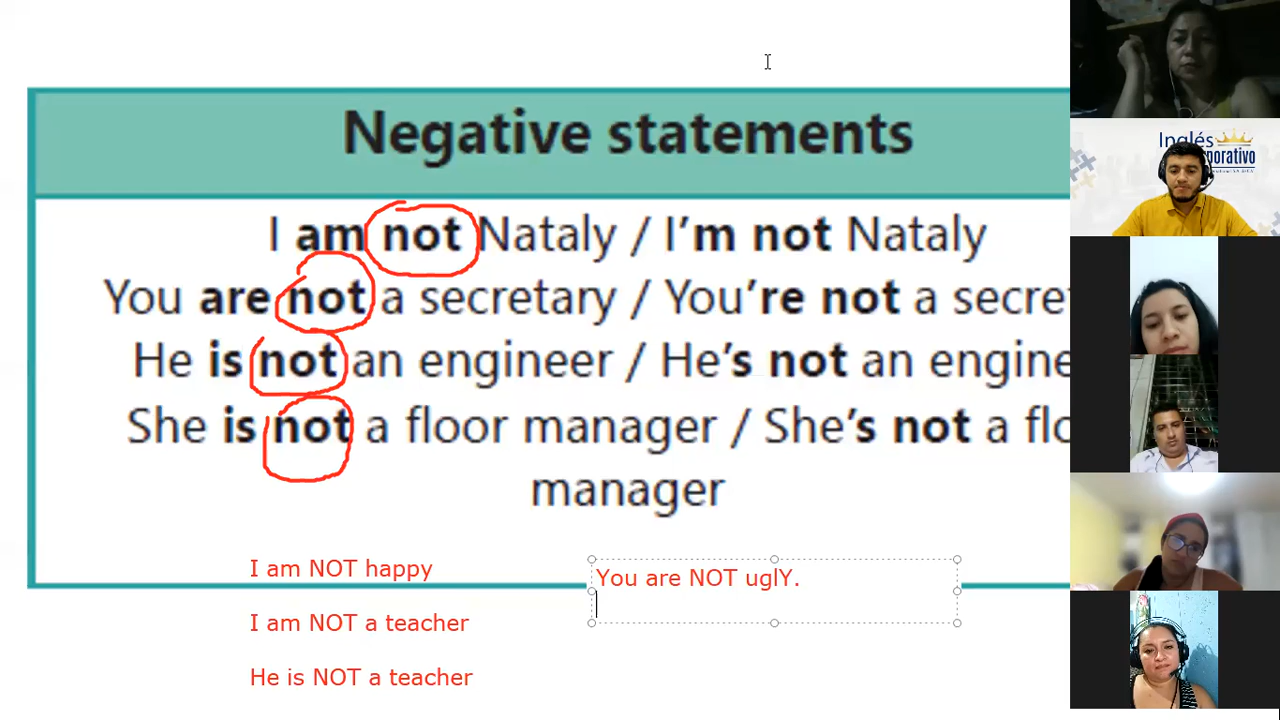 Negative statements
I am not Nataly / I'm not Nataly
You are not a secretary / You're not a secre
He is not an engineer / He's not an engine
She is not a floor manager / She's not a flo
manager
I am NOT happy
I am NOT a teacher
He is NOT a teacher
You are NOT uglY.
Inglés
porativo